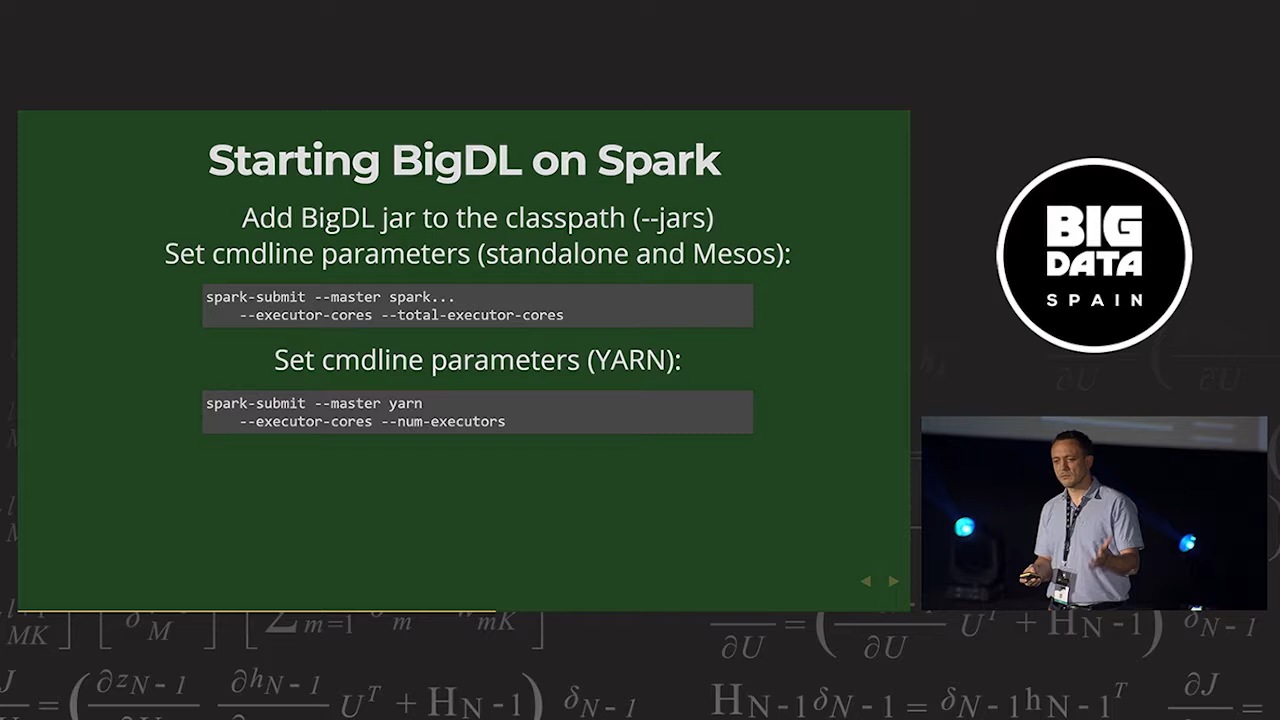 Starting BigDL on Spark
Add BigDL jar to the classpath (--jars)
Set cmdline parameters (standalone and Mesos):
spark-submit --master spark...
--executor-cores --total-executor-cores
Set cmdline parameters (YARN):
spark-submit --master yarn
--executor-cores --num-executors
BIG
DATA
SPAIN